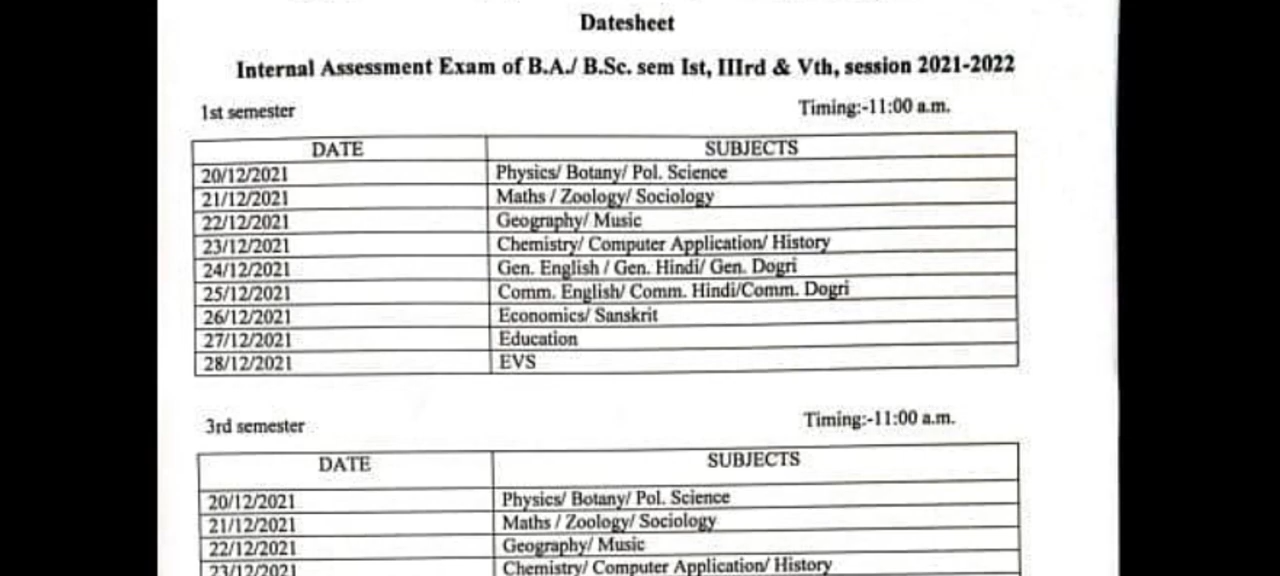 Datesheet
Internal Assessment Exam of B.A./ B.Sc. sem Ist, IIIrd & Vth, session 2021-2022
1st semester Timing:-11:00 a.m.
DATE SUBJECTS
20/12/2021 Physics/ Botany/ Pol. Science
21/12/2021 Maths / Zoology/ Sociology
22/12/2021 Geography/ Music
23/12/2021 Chemistry/ Computer Application/ History
24/12/2021 Gen. English / Gen. Hindi/ Gen. Dogri
25/12/2021 Comm. English/ Comm. Hindi/Comm. Dogri
26/12/2021 Economics/ Sanskrit
27/12/2021 Education
28/12/2021 EVS
3rd semester Timing:-11:00 a.m.
DATE SUBJECTS
20/12/2021 Physics/ Botany/ Pol. Science
21/12/2021 Maths / Zoology/ Sociology
22/12/2021 Geography/ Music
23/12/2021 Chemistry/ Computer Application/ History